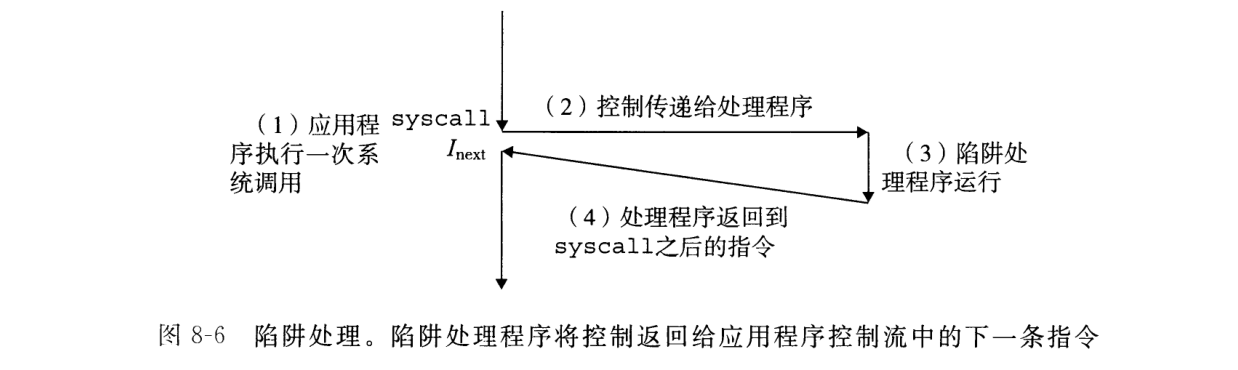 (1)应用程
序执行一次系
统调用
syscall
Inext
(2)控制传递给处理程序
(3)陷阱处
理程序运行
(4)处理程序返回到
syscall之后的指令
图 8-6 陷阱处理。陷阱处理程序将控制返回给应用程序控制流中的下一条指令